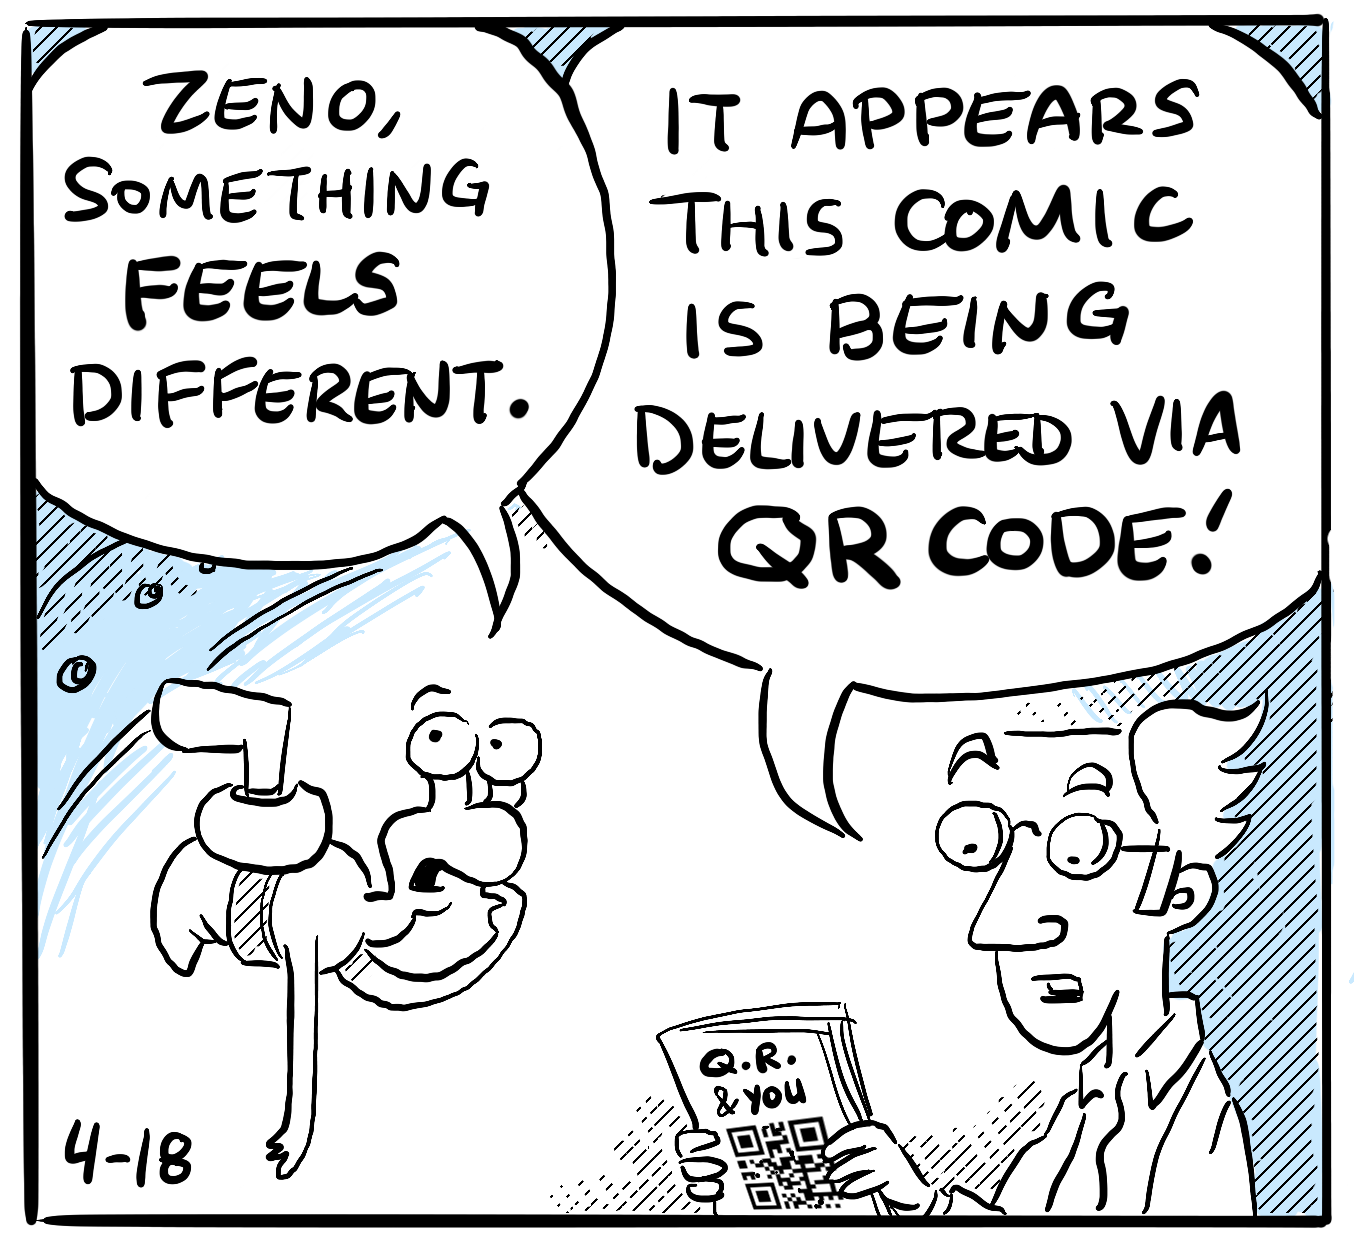 ZENO,
SOMETHING
FEELS
DIFFERENT.
IT APPEARS
THIS COMIC
IS BEING
DELIVERED VIA
QR CODE!
Q.R.
& YOU
4-18